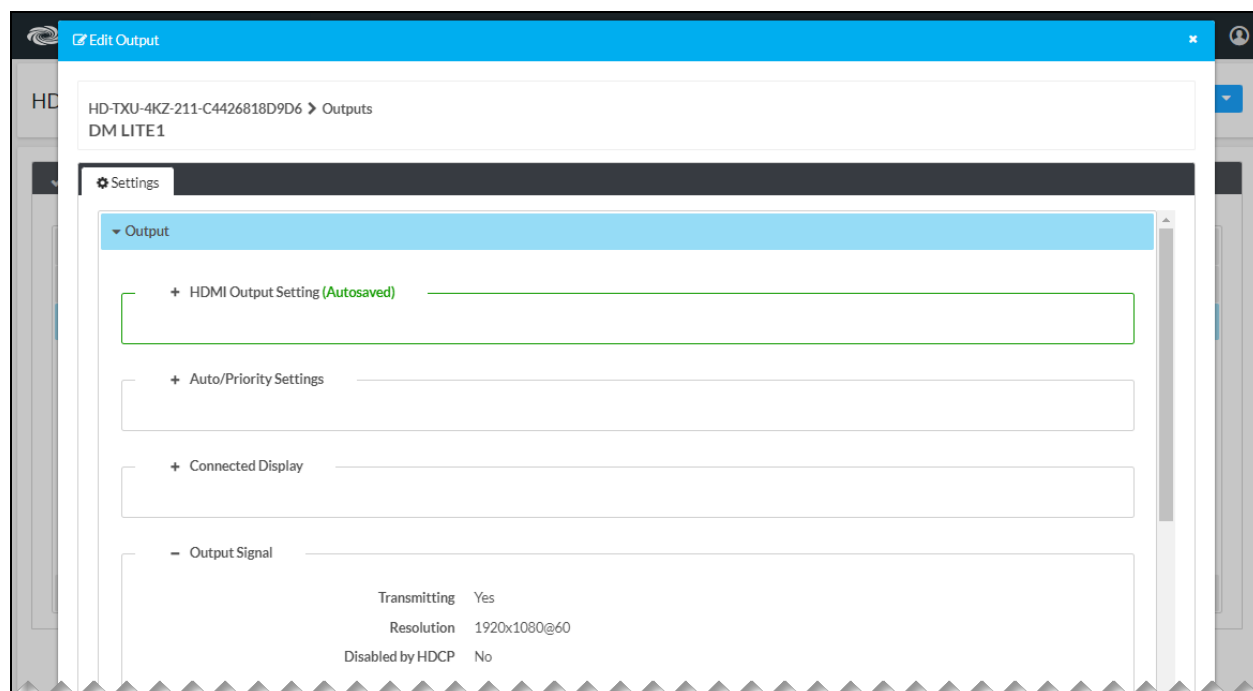 Edit Output
HD
HD-TXU-4KZ-211-C4426818D9D6 > Outputs
DM LITE1
Settings
Output
+ HDMI Output Setting (Autosaved)
+ Auto/Priority Settings
+ Connected Display
− Output Signal
Transmitting Yes
Resolution 1920x1080@60
Disabled by HDCP No